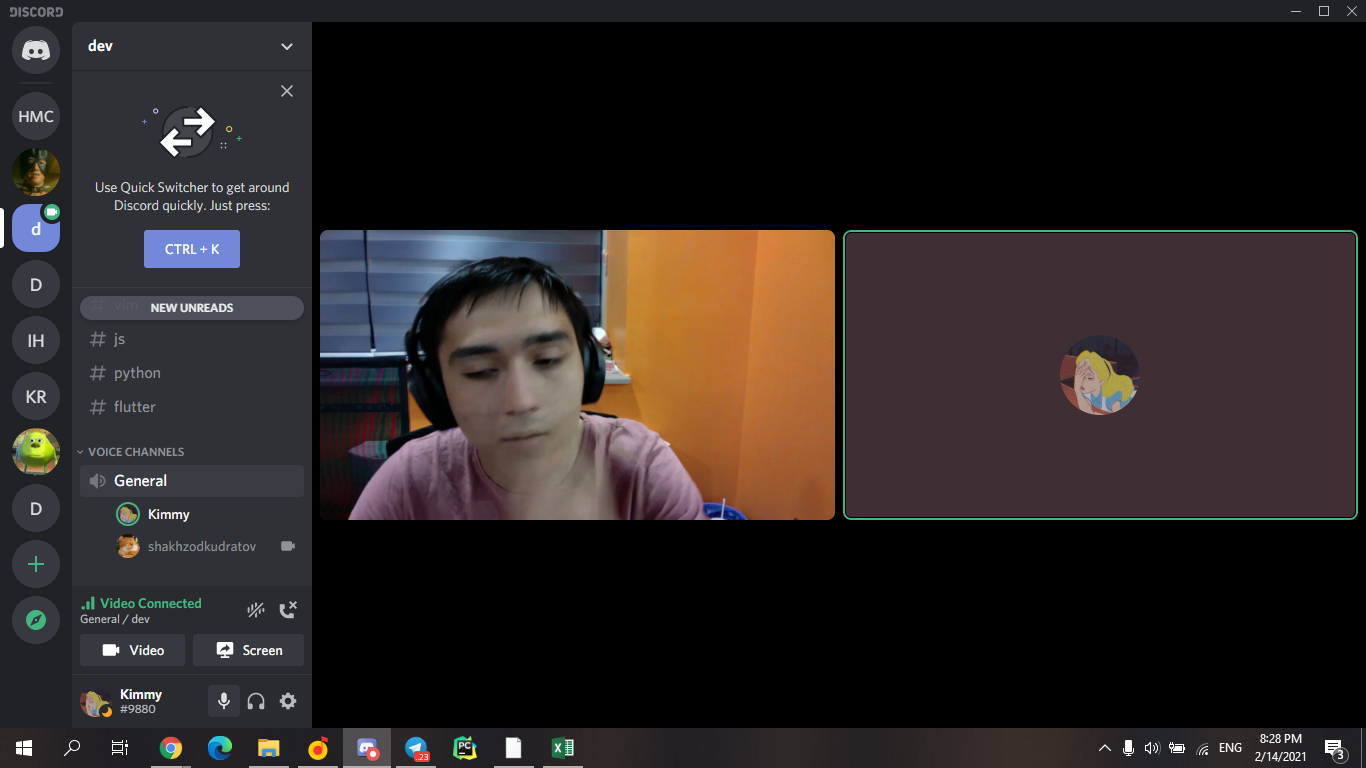 DISCORD
dev
HMC
d
D
IH
KR
D
Use Quick Switcher to get around
Discord quickly. Just press:
CTRL + K
# vim
NEW UNREADS
# js
# python
# flutter
VOICE CHANNELS
General
Kimmy
shakhzodkudratov
Video Connected
General / dev
Video
Screen
Kimmy
#9880
23
PC
X
ENG
8:28 PM
2/14/2021
3